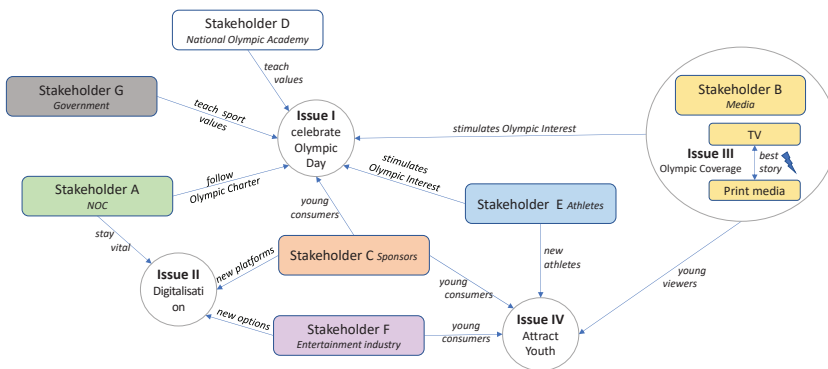 Stakeholder D
National Olympic Academy
teach
values
Stakeholder G
Government
teach sport
values
Issue I
celebrate
Olympic
Day
stimulates Olympic Interest
Stakeholder B
Media
TV
Issue III
Olympic Coverage
best
story
Print media
Stakeholder A
NOC
follow
Olympic Charter
stimulates
Olympic Interest
Stakeholder E Athletes
stay
vital
young
consumers
new
athletes
Issue II
Digitalisati
on
new platforms
Stakeholder C Sponsors
young
consumers
young
viewers
new options
Stakeholder F
Entertainment industry
young
consumers
Issue IV
Attract
Youth